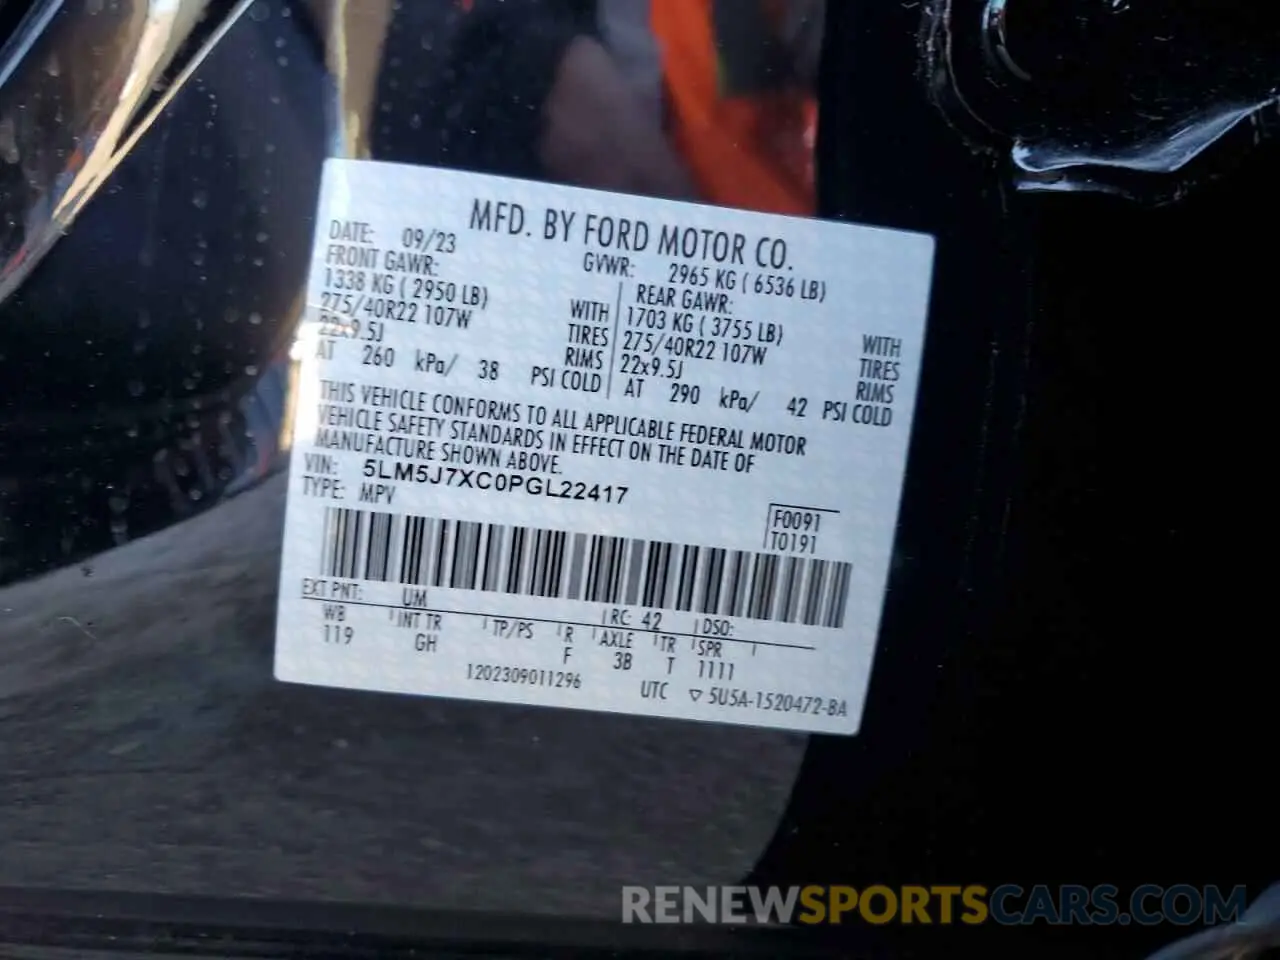 MFD. BY FORD MOTOR CO.
DATE: 09/23 GVWR: 2965 KG ( 6536 LB)
FRONT GAWR: REAR GAWR:
1338 KG ( 2950 LB) WITH 1703 KG ( 3755 LB) WITH
275/40R22 107W TIRES 275/40R22 107W TIRES
22x9.5J RIMS 22x9.5J RIMS
AT 260 kPa/ 38 PSI COLD AT 290 kPa/ 42 PSI COLD
THIS VEHICLE CONFORMS TO ALL APPLICABLE FEDERAL MOTOR
VEHICLE SAFETY STANDARDS IN EFFECT ON THE DATE OF
MANUFACTURE SHOWN ABOVE.
VIN: 5LM5J7XC0PGL22417
TYPE: MPV
F0091
T0191
EXT PNT: UM RC: 42 DSO:
WB INT TR TP/PS R AXLE TR SPR
119 GH F 3B T 1111
1202309011296 UTC ▽ 5U5A-1520472-BA
RENEWSPORTSCARS.COM